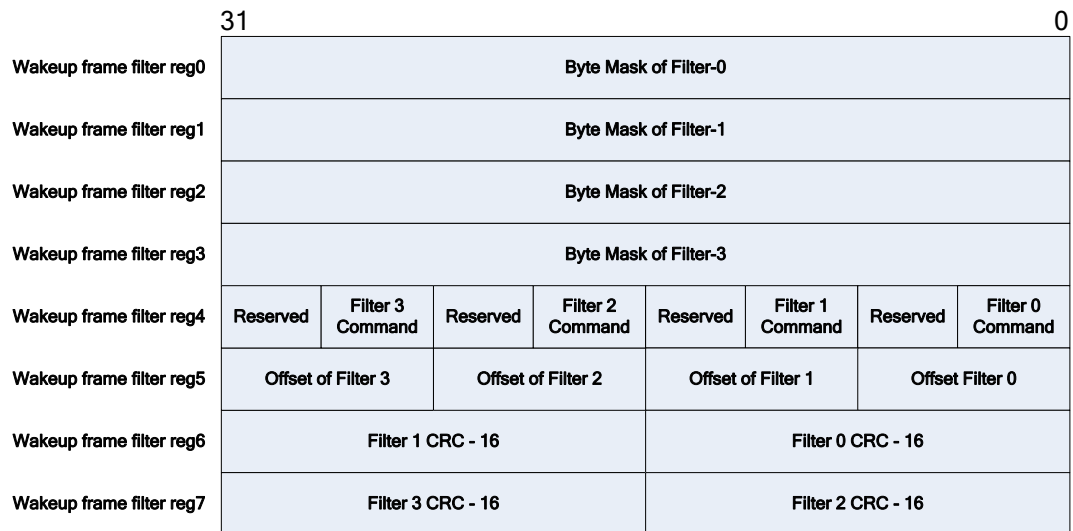 31 0
Wakeup frame filter reg0 Byte Mask of Filter-0
Wakeup frame filter reg1 Byte Mask of Filter-1
Wakeup frame filter reg2 Byte Mask of Filter-2
Wakeup frame filter reg3 Byte Mask of Filter-3
Wakeup frame filter reg4 Reserved Filter 3 Command Reserved Filter 2 Command Reserved Filter 1 Command Reserved Filter 0 Command
Wakeup frame filter reg5 Offset of Filter 3 Offset of Filter 2 Offset of Filter 1 Offset Filter 0
Wakeup frame filter reg6 Filter 1 CRC - 16 Filter 0 CRC - 16
Wakeup frame filter reg7 Filter 3 CRC - 16 Filter 2 CRC - 16